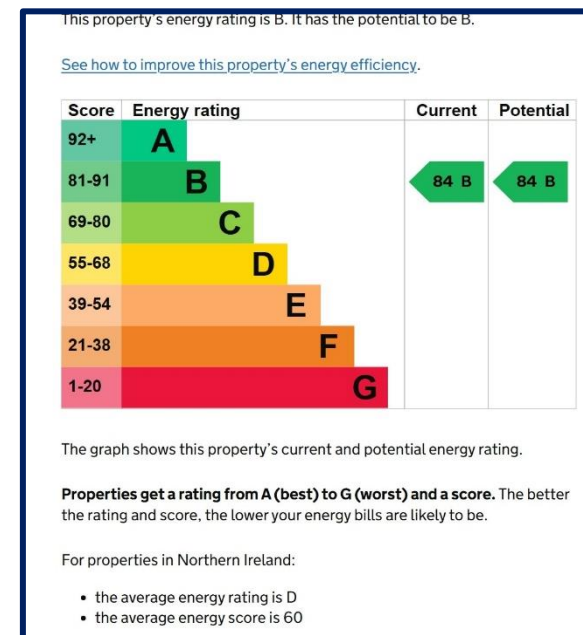 This property's energy rating is B. It has the potential to be B.
See how to improve this property's energy efficiency.
Score Energy rating Current Potential
92+ A
81-91 B 84 B 84 B
69-80 C
55-68 D
39-54 E
21-38 F
1-20 G
The graph shows this property's current and potential energy rating.
Properties get a rating from A (best) to G (worst) and a score. The better
the rating and score, the lower your energy bills are likely to be.
For properties in Northern Ireland:
• the average energy rating is D
• the average energy score is 60